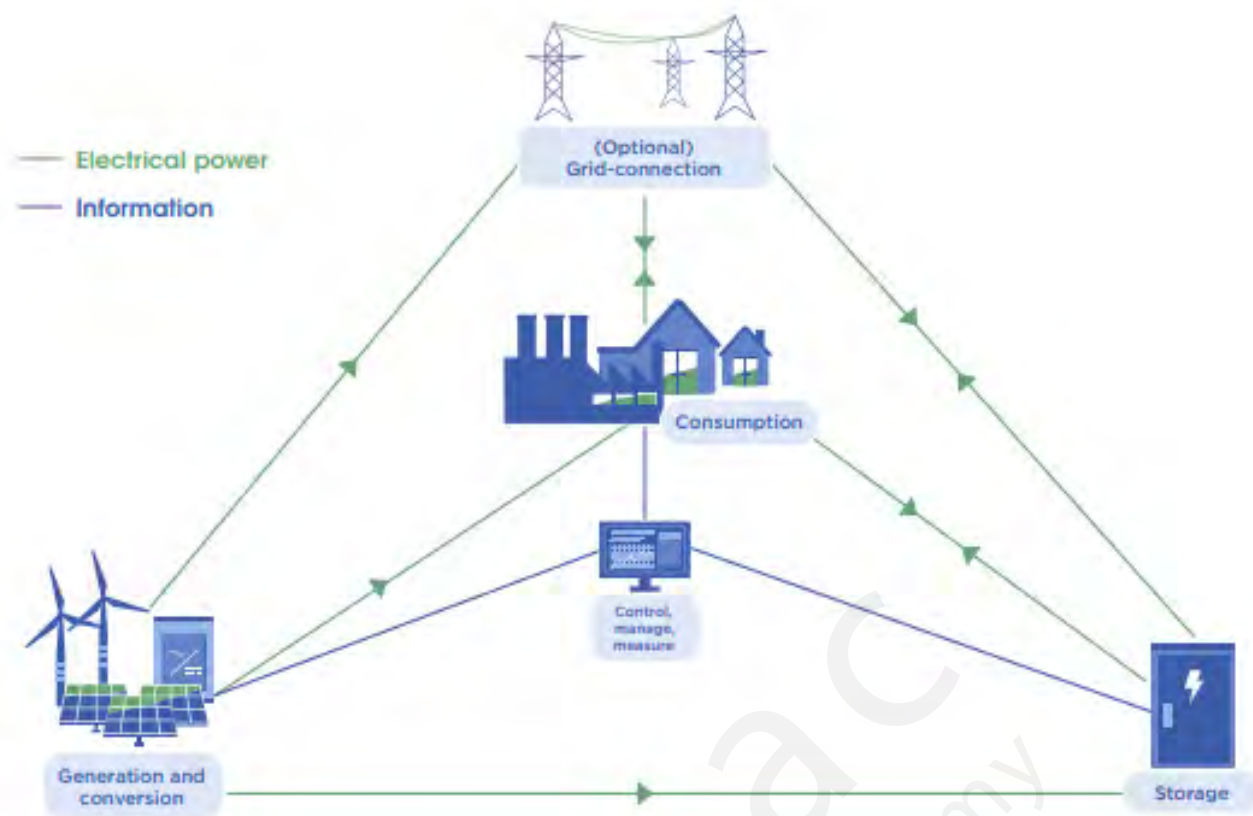 (Optional)
Grid-connection
Electrical power
Information
Consumption
Control,
manage,
measure
Generation and
conversion
Storage